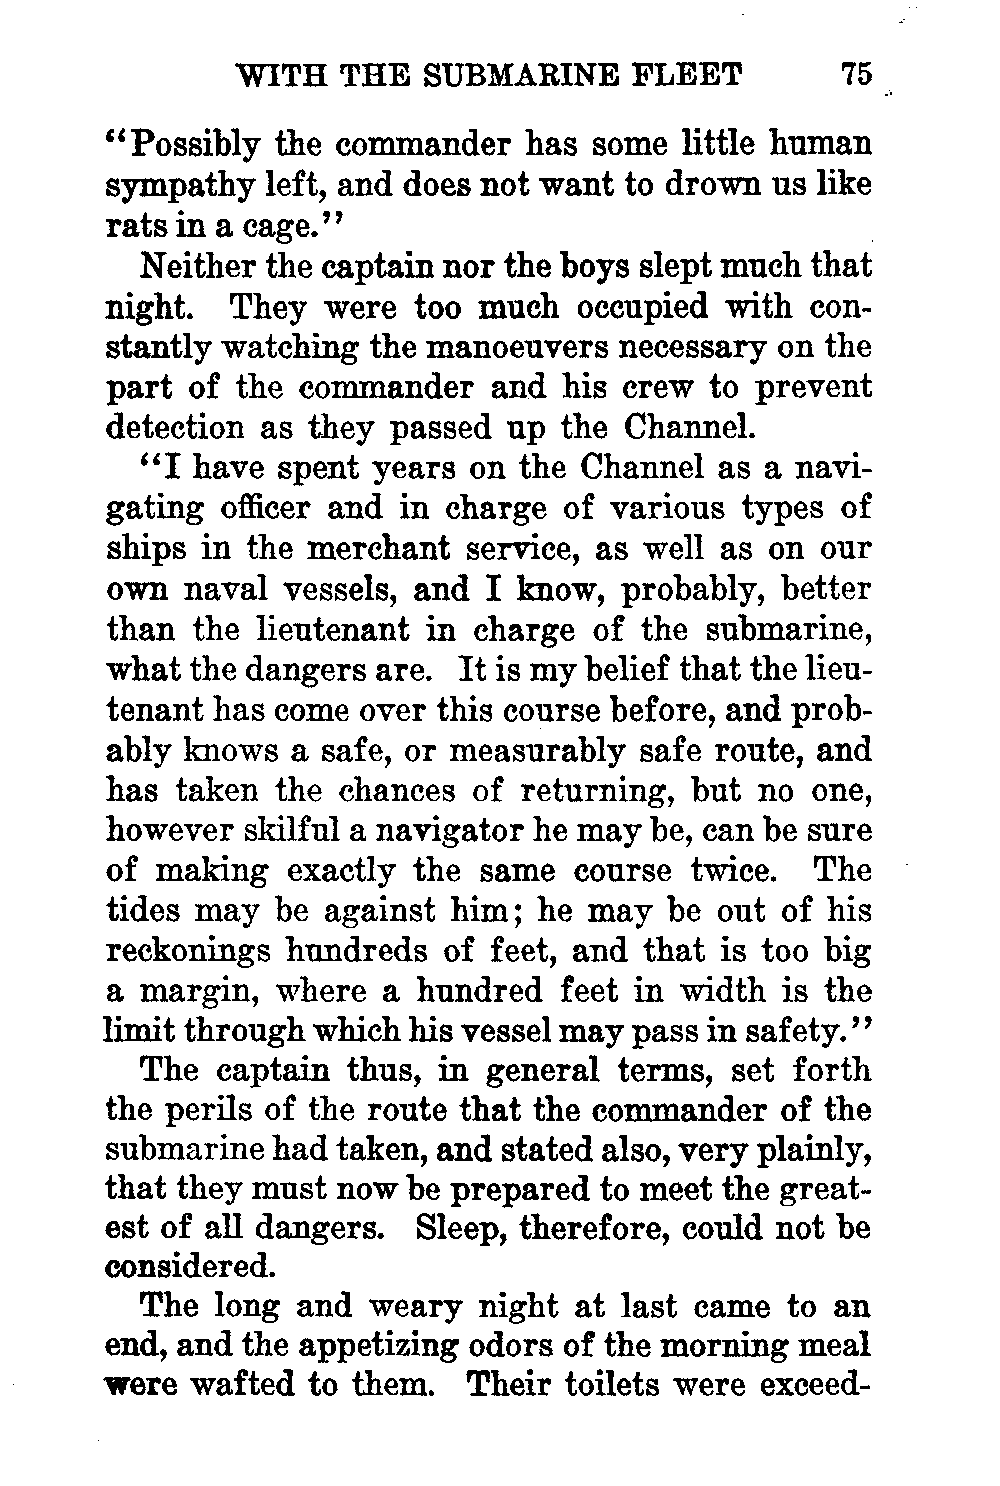 WITH THE SUBMARINE FLEET 75
“Possibly the commander has some little human
sympathy left, and does not want to drown us like
rats in a cage.”
Neither the captain nor the boys slept much that
night. They were too much occupied with con-
stantly watching the manoeuvers necessary on the
part of the commander and his crew to prevent
detection as they passed up the Channel.
“I have spent years on the Channel as a navi-
gating officer and in charge of various types of
ships in the merchant service, as well as on our
own naval vessels, and I know, probably, better
than the lieutenant in charge of the submarine,
what the dangers are. It is my belief that the lieu-
tenant has come over this course before, and prob-
ably knows a safe, or measurably safe route, and
has taken the chances of returning, but no one,
however skilful a navigator he may be, can be sure
of making exactly the same course twice. The
tides may be against him; he may be out of his
reckonings hundreds of feet, and that is too big
a margin, where a hundred feet in width is the
limit through which his vessel may pass in safety.”
The captain thus, in general terms, set forth
the perils of the route that the commander of the
submarine had taken, and stated also, very plainly,
that they must now be prepared to meet the great-
est of all dangers. Sleep, therefore, could not be
considered.
The long and weary night at last came to an
end, and the appetizing odors of the morning meal
were wafted to them. Their toilets were exceed-